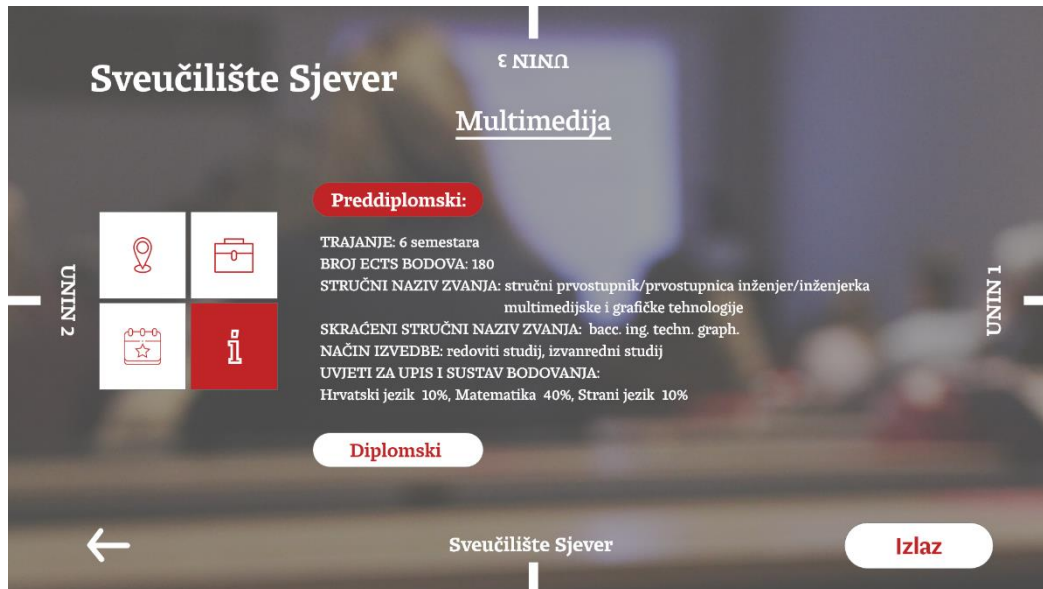 UNIN 3
Sveučilište Sjever
Multimedija
Preddiplomski:
TRAJANJE: 6 semestara
BROJ ECTS BODOVA: 180
STRUČNI NAZIV ZVANJA: stručni prvostupnik/prvostupnica inženjer/inženjerka
multimedijske i grafičke tehnologije
SKRAĆENI STRUČNI NAZIV ZVANJA: bacc. ing. techn. graph.
NAČIN IZVEDBE: redoviti studij, izvanredni studij
UVJETI ZA UPIS I SUSTAV BODOVANJA:
Hrvatski jezik 10%, Matematika 40%, Strani jezik 10%
Diplomski
UNIN 2
UNIN 1
Sveučilište Sjever
Izlaz